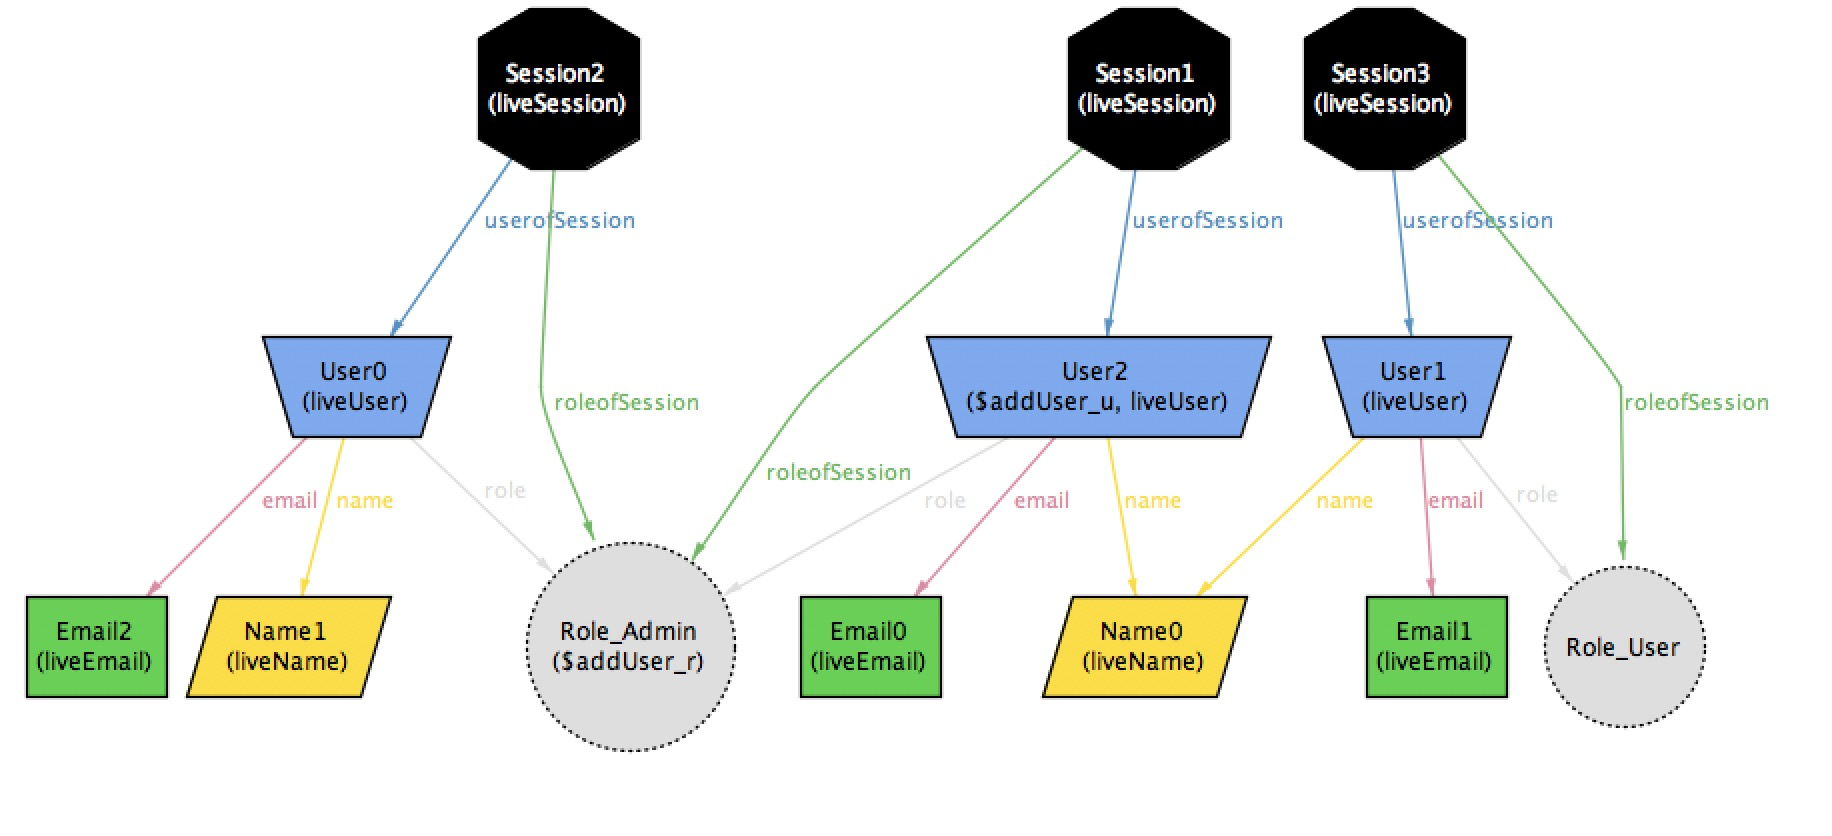 Session2
(liveSession)
Session1
(liveSession)
Session3
(liveSession)
userofSession
userofSession
userofSession
User0
(liveUser)
User2
($addUser_u, liveUser)
User1
(liveUser)
roleofSession
roleofSession
roleofSession
email
name
role
role
email
name
name
email
role
Email2
(liveEmail)
Name1
(liveName)
Role_Admin
($addUser_r)
Email0
(liveEmail)
Name0
(liveName)
Email1
(liveEmail)
Role_User